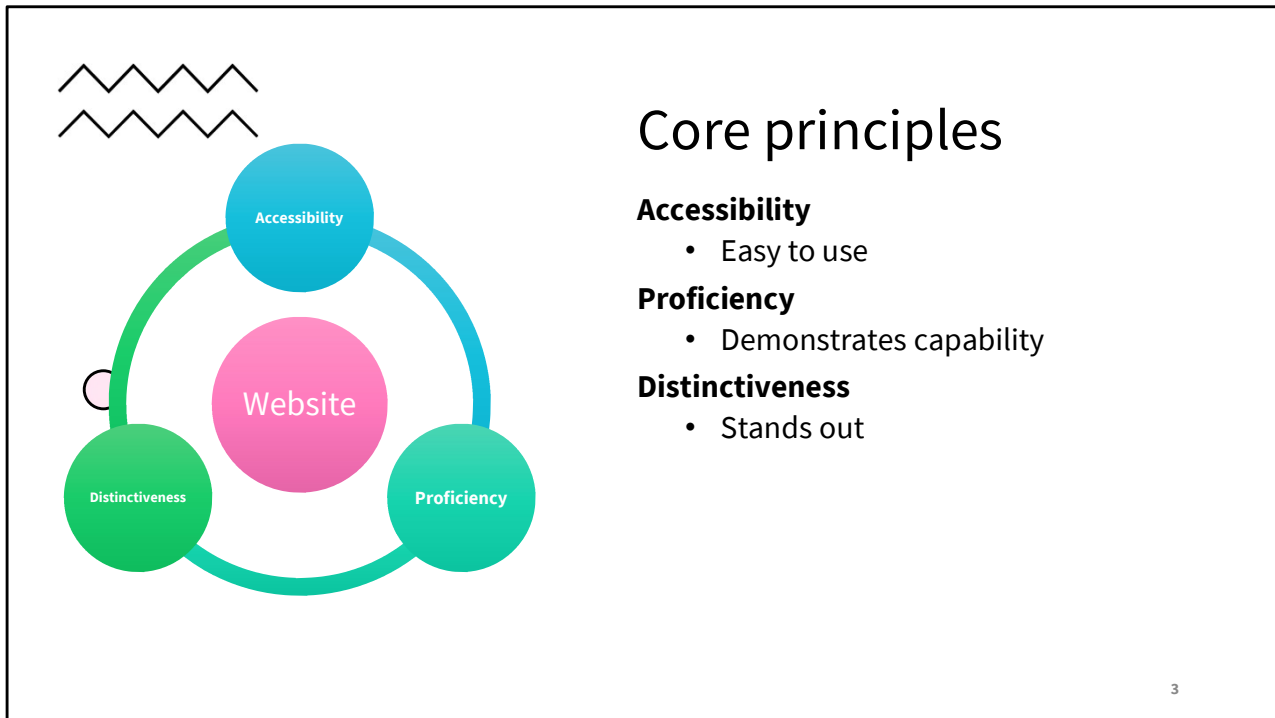 Accessibility
Website
Distinctiveness
Proficiency
Core principles
Accessibility
• Easy to use
Proficiency
• Demonstrates capability
Distinctiveness
• Stands out
3